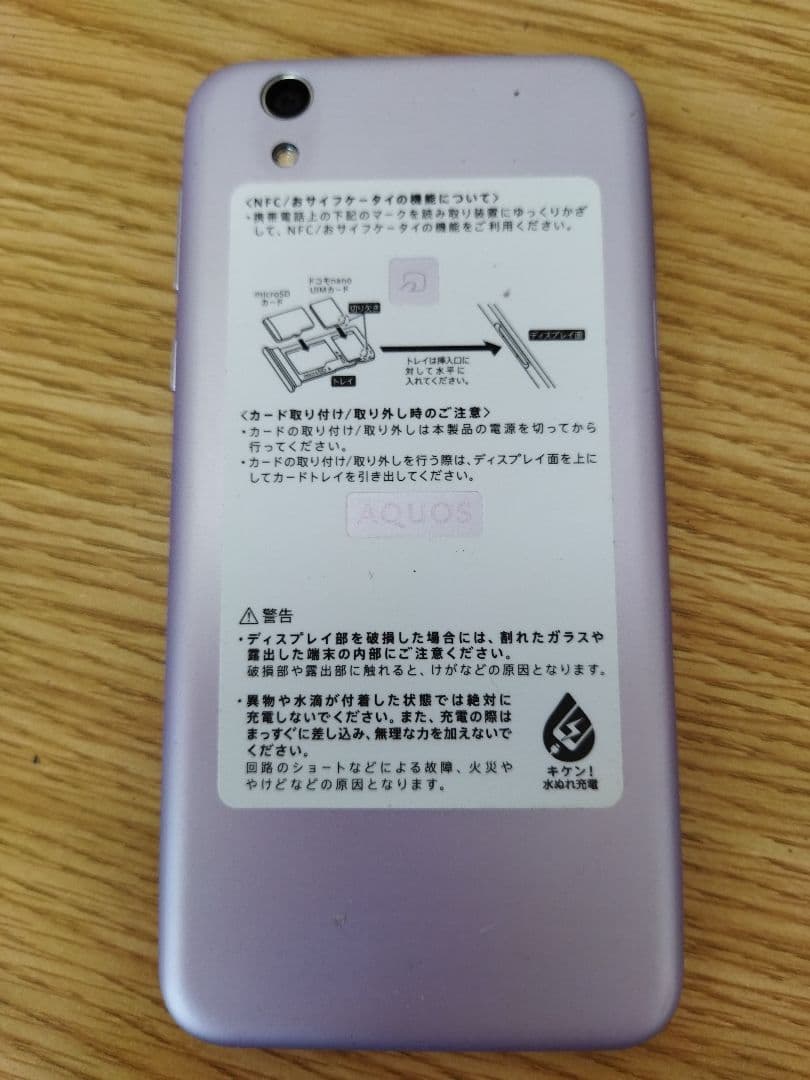 <NFC/おサイフケータイの機能について>
・携帯電話上の下記のマークを読み取り装置にゆっくりかざ
して、NFC/おサイフケータイの機能をご利用ください。
microSD
カード
ドコモnano
UIMカード
切り欠き
ディスプレイ面
トレイ
トレイは挿入口に
対して水平に
入れてください。
<カード取り付け/取り外し時のご注意>
・カードの取り付け/取り外しは本製品の電源を切ってから
行ってください。
・カードの取り付け/取り外しを行う際は、ディスプレイ面を上に
してカードトレイを引き出してください。
AQUOS
⚠警告
・ディスプレイ部を破損した場合には、割れたガラスや
露出した端末の内部にご注意ください。
破損部や露出部に触れると、けがなどの原因となります。
・異物や水滴が付着した状態では絶対に
充電しないでください。また、充電の際は
まっすぐに差し込み、無理な力を加えないで
ください。
回路のショートなどによる故障、火災や
やけどなどの原因となります。
キケン!
水ぬれ充電